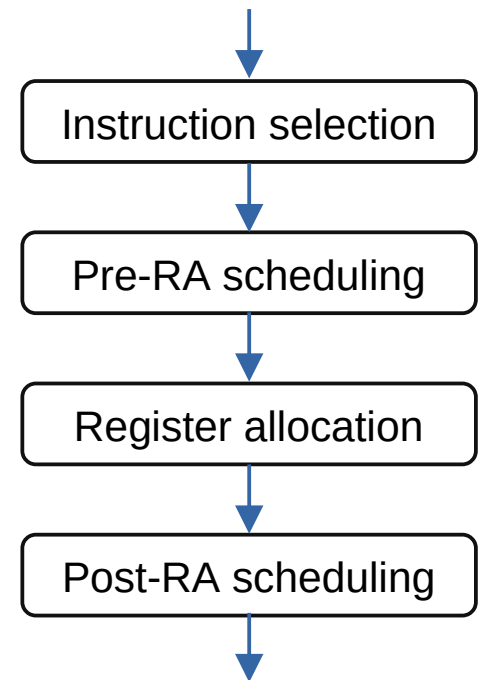 Instruction selection
Pre-RA scheduling
Register allocation
Post-RA scheduling